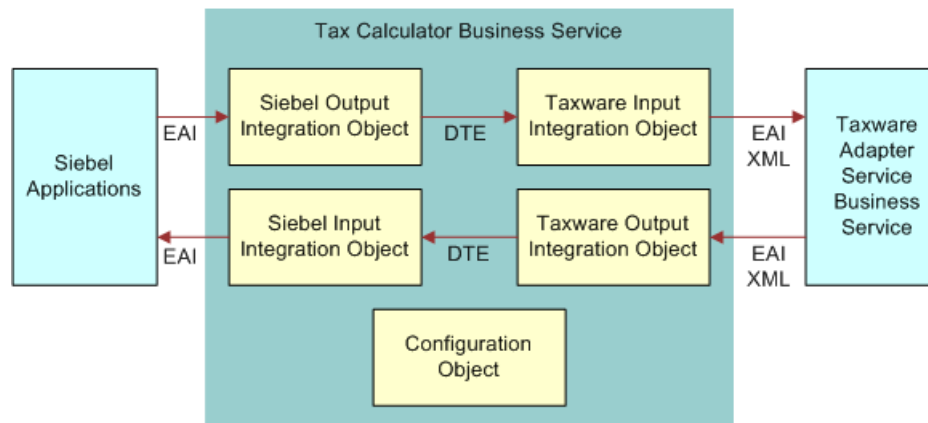 Tax Calculator Business Service
Siebel
Applications
EAI
Siebel Output
Integration Object
DTE
Taxware Input
Integration Object
EAI
XML
Taxware
Adapter
Service
Business
Service
EAI
Siebel Input
Integration Object
DTE
Taxware Output
Integration Object
EAI
XML
Configuration
Object